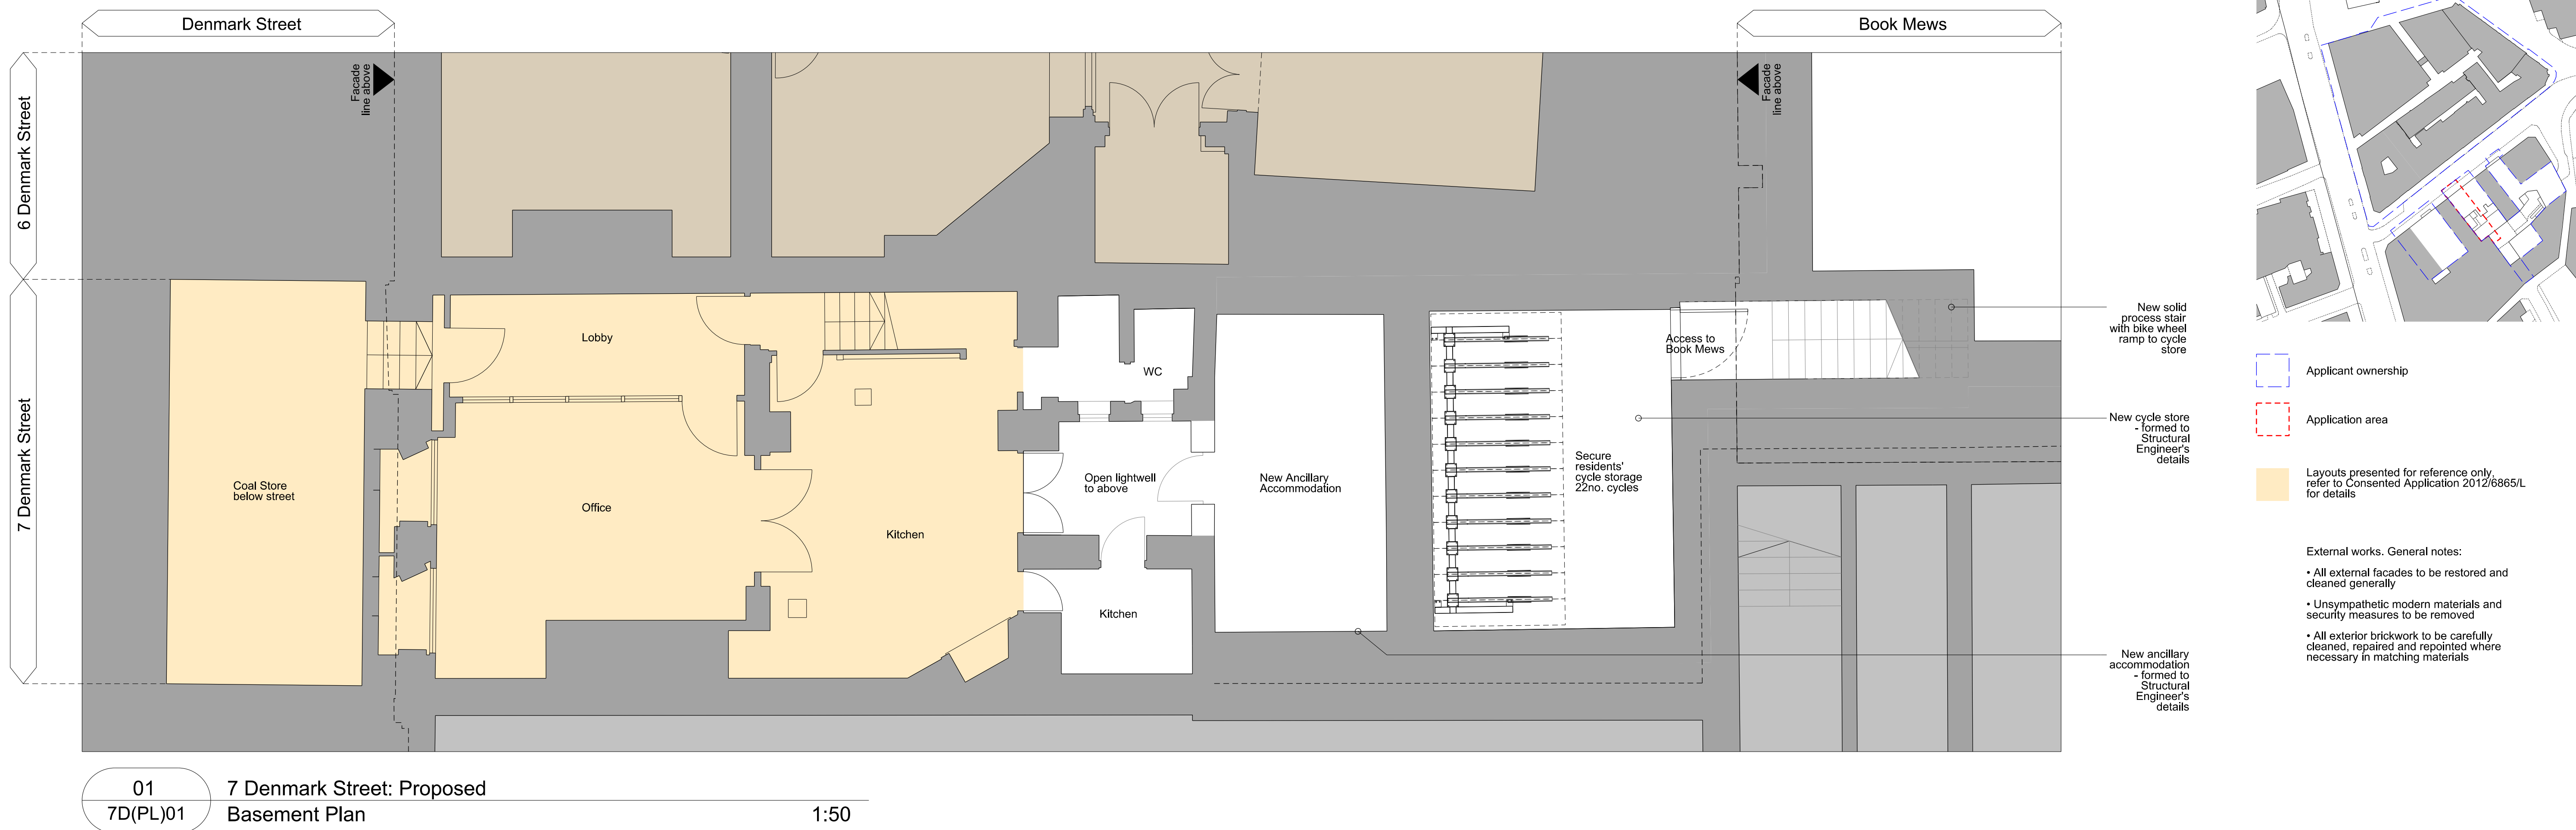 Denmark Street
Book Mews
6 Denmark Street
7 Denmark Street
Facade
line above
Facade
line above
Lobby
Coal Store
below street
Office
Kitchen
WC
Open lightwell
to above
Kitchen
New Ancillary
Accommodation
Secure
residents'
cycle storage
22no. cycles
Access to
Book Mews
New solid
process stair
with bike wheel
ramp to cycle
store
New cycle store
- formed to
Structural
Engineer's
details
New ancillary
accommodation
- formed to
Structural
Engineer's
details
Applicant ownership
Application area
Layouts presented for reference only,
refer to Consented Application 2012/6865/L
for details
External works. General notes:
• All external facades to be restored and
cleaned generally
• Unsympathetic modern materials and
security measures to be removed
• All exterior brickwork to be carefully
cleaned, repaired and repointed where
necessary in matching materials
01
7D(PL)01
7 Denmark Street: Proposed
Basement Plan
1:50